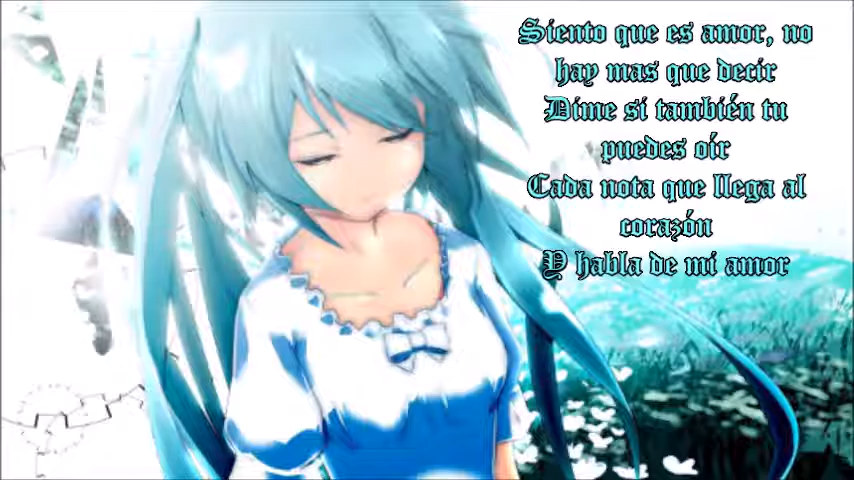 Siento que es amor, no
hay mas que decir
Dime si también tu
puedes oír
Cada nota que llega al
corazón
Y habla de mi amor